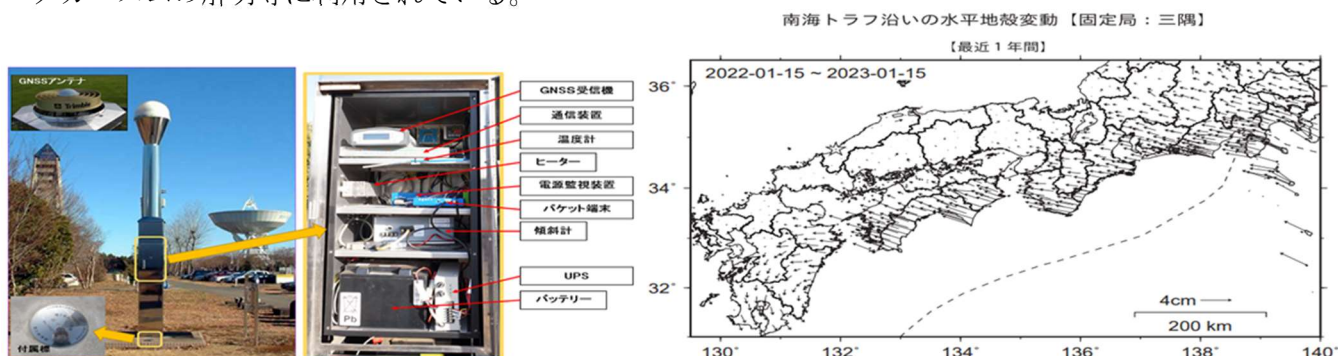 南海トラフ沿いの水平地殻変動【固定局：三隅】
【最近1年間】
GNSSアンテナ
Trimble
付属標
GNSS受信機
通信装置
温度計
ヒーター
電源監視装置
パケット端末
傾斜計
UPS
バッテリー
Pb
2022-01-15 ~ 2023-01-15
36°
34°
32°
4cm
200 km
130°
132°
134°
136°
138°
140°